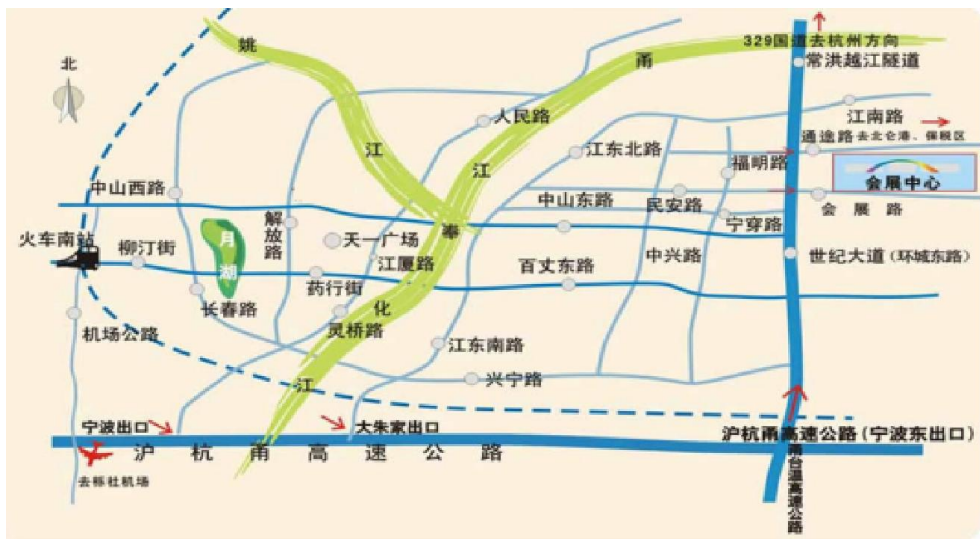 姚
甬
329国道去杭州方向
北
常洪越江隧道
人民路
江南路
通途路 去北仑港、保税区
江
江
江东北路
福明路
会展中心
中山西路
解放路
中山东路
民安路
会展路
宁穿路
火车南站
柳汀街
月湖
天一广场
奉
江厦路
百丈东路
中兴路
世纪大道(环城东路)
长春路
药行街
化
灵桥路
机场公路
江东南路
江
兴宁路
宁波出口
大朱家出口
沪杭甬高速公路(宁波东出口)
沪杭甬高速公路
甬台温高速公路
去栎社机场